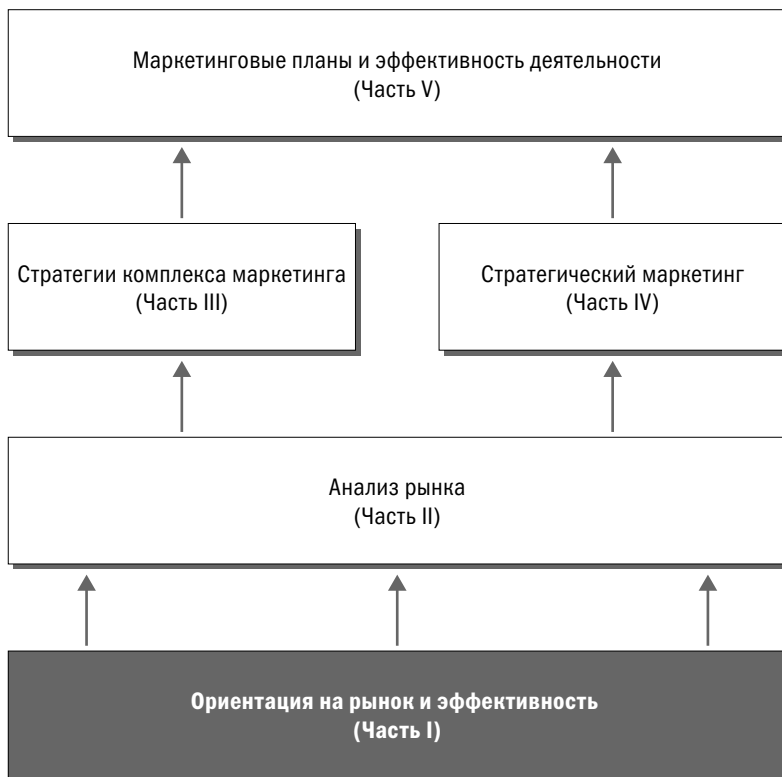 Маркетинговые планы и эффективность деятельности
(Часть V)
Стратегии комплекса маркетинга
(Часть III)
Стратегический маркетинг
(Часть IV)
Анализ рынка
(Часть II)
Ориентация на рынок и эффективность
(Часть I)